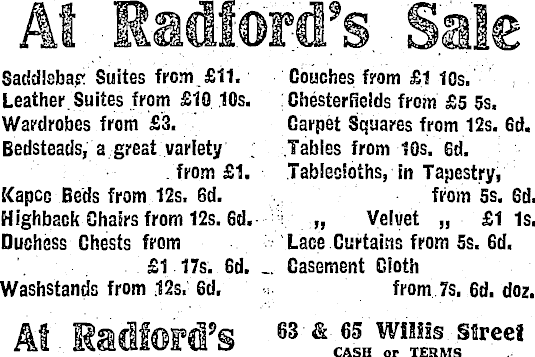 At Radford's Sale
Saddlebag Suites from £11.
Leather Suites from £10 10s.
Wardrobes from £3.
Bedsteads, a great variety
from £1.
Kapoc Beds from 12s. 6d.
Highback Chairs from 12s. 6d.
Duchess Chests from
£1 17s. 6d.
Washstands from 12s. 6d.
Couches from £1 10s.
Chesterfields from £5 5s.
Carpet Squares from 12s. 6d.
Tables from 10s. 6d.
Tablecloths, in Tapestry,
from 5s. 6d.
„ Velvet „ £1 1s.
Lace Curtains from 5s. 6d.
Casement Cloth
from 7s. 6d. doz.
At Radford's
63 & 65 Willis Street
CASH or TERMS